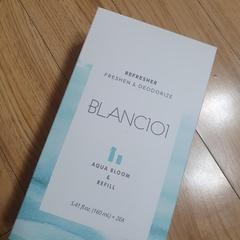 REFRESHER
FRESHEN & DEODORIZE
BLANC101
AQUA BLOOM
&
REFILL
5.41 fl.oz. (160 mL) × 2EA